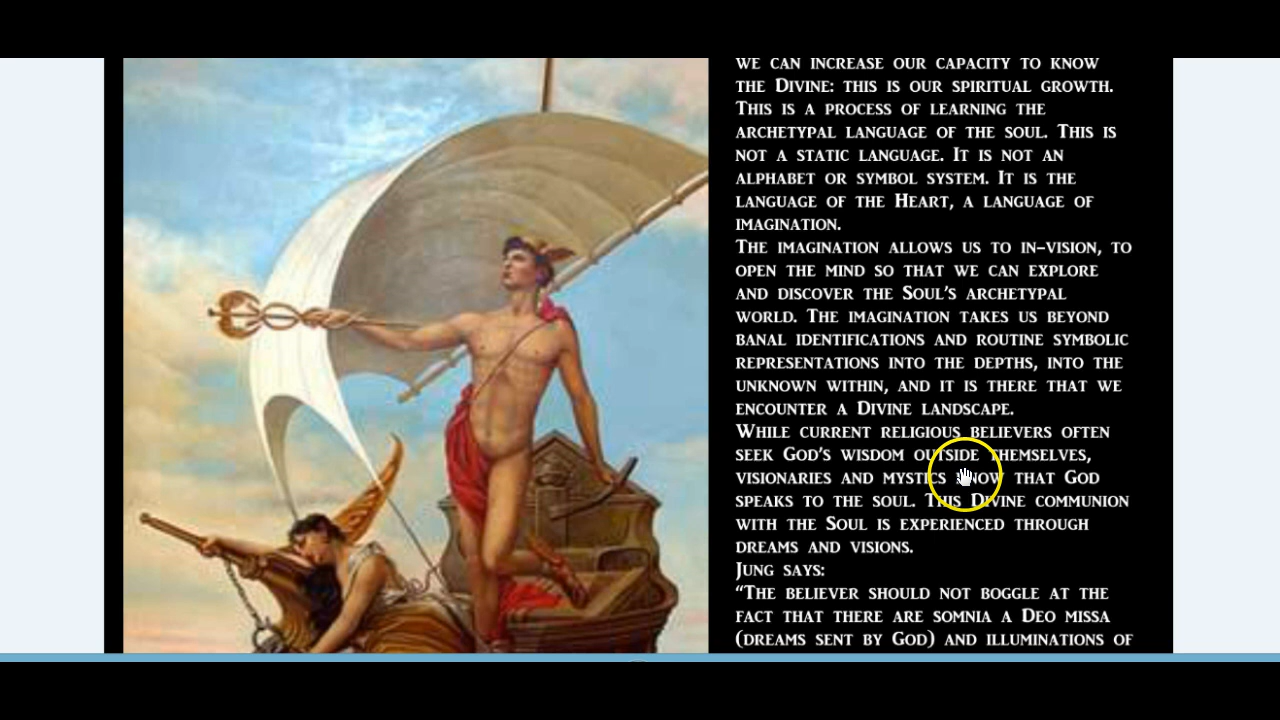 WE CAN INCREASE OUR CAPACITY TO KNOW
THE DIVINE: THIS IS OUR SPIRITUAL GROWTH.
THIS IS A PROCESS OF LEARNING THE
ARCHETYPAL LANGUAGE OF THE SOUL. THIS IS
NOT A STATIC LANGUAGE. IT IS NOT AN
ALPHABET OR SYMBOL SYSTEM. IT IS THE
LANGUAGE OF THE HEART, A LANGUAGE OF
IMAGINATION.
THE IMAGINATION ALLOWS US TO IN-VISION, TO
OPEN THE MIND SO THAT WE CAN EXPLORE
AND DISCOVER THE SOUL'S ARCHETYPAL
WORLD. THE IMAGINATION TAKES US BEYOND
BANAL IDENTIFICATIONS AND ROUTINE SYMBOLIC
REPRESENTATIONS INTO THE DEPTHS, INTO THE
UNKNOWN WITHIN, AND IT IS THERE THAT WE
ENCOUNTER A DIVINE LANDSCAPE.
WHILE CURRENT RELIGIOUS BELIEVERS OFTEN
SEEK GOD'S WISDOM OUTSIDE THEMSELVES,
VISIONARIES AND MYSTICS KNOW THAT GOD
SPEAKS TO THE SOUL. THIS DIVINE COMMUNION
WITH THE SOUL IS EXPERIENCED THROUGH
DREAMS AND VISIONS.
JUNG SAYS:
"THE BELIEVER SHOULD NOT BOGGLE AT THE
FACT THAT THERE ARE SOMNIA A DEO MISSA
(DREAMS SENT BY GOD) AND ILLUMINATIONS OF